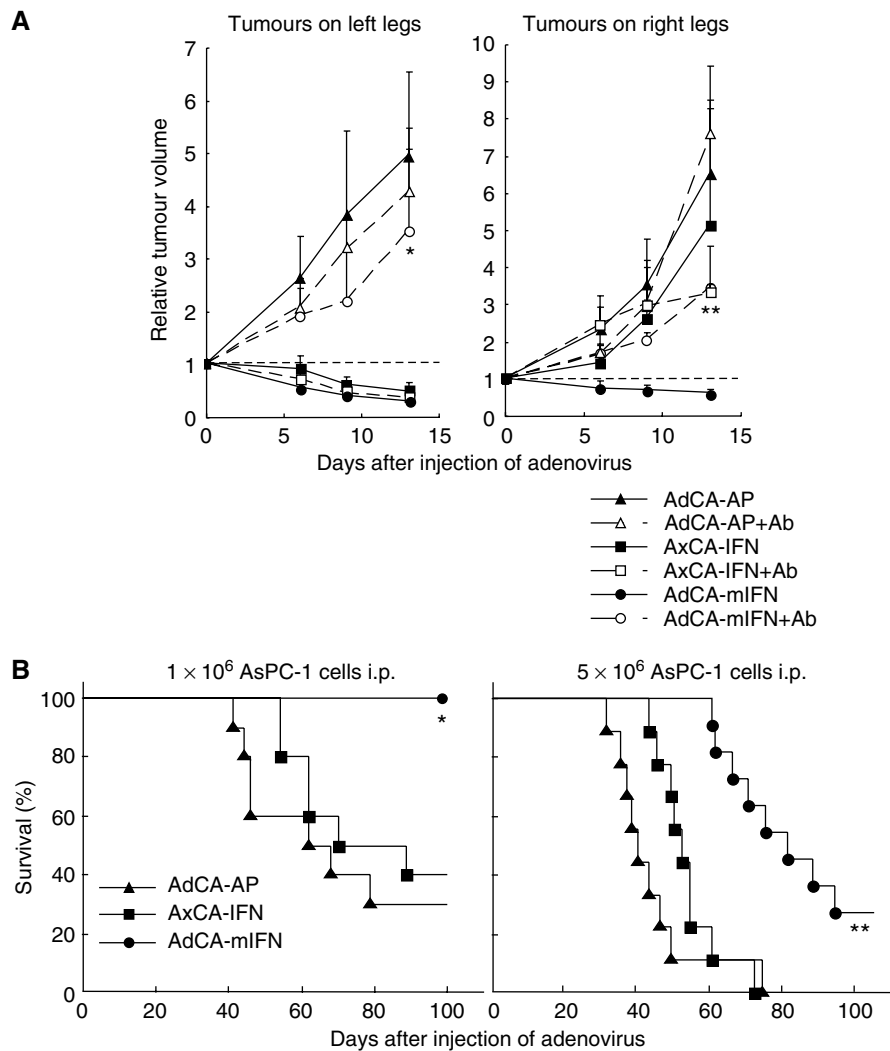 A
Tumours on left legs
Tumours on right legs
Relative tumour volume
7
6
5
4
3
2
1
0
0 5 10 15
*
10
9
8
7
6
5
4
3
2
1
0
0 5 10 15
**
Days after injection of adenovirus
AdCA-AP
AdCA-AP+Ab
AxCA-IFN
AxCA-IFN+Ab
AdCA-mIFN
AdCA-mIFN+Ab
B
1 × 10⁶ AsPC-1 cells i.p.
5 × 10⁶ AsPC-1 cells i.p.
Survival (%)
100
80
60
40
20
0
0 20 40 60 80 100
*
AdCA-AP
AxCA-IFN
AdCA-mIFN
0 20 40 60 80 100
**
Days after injection of adenovirus